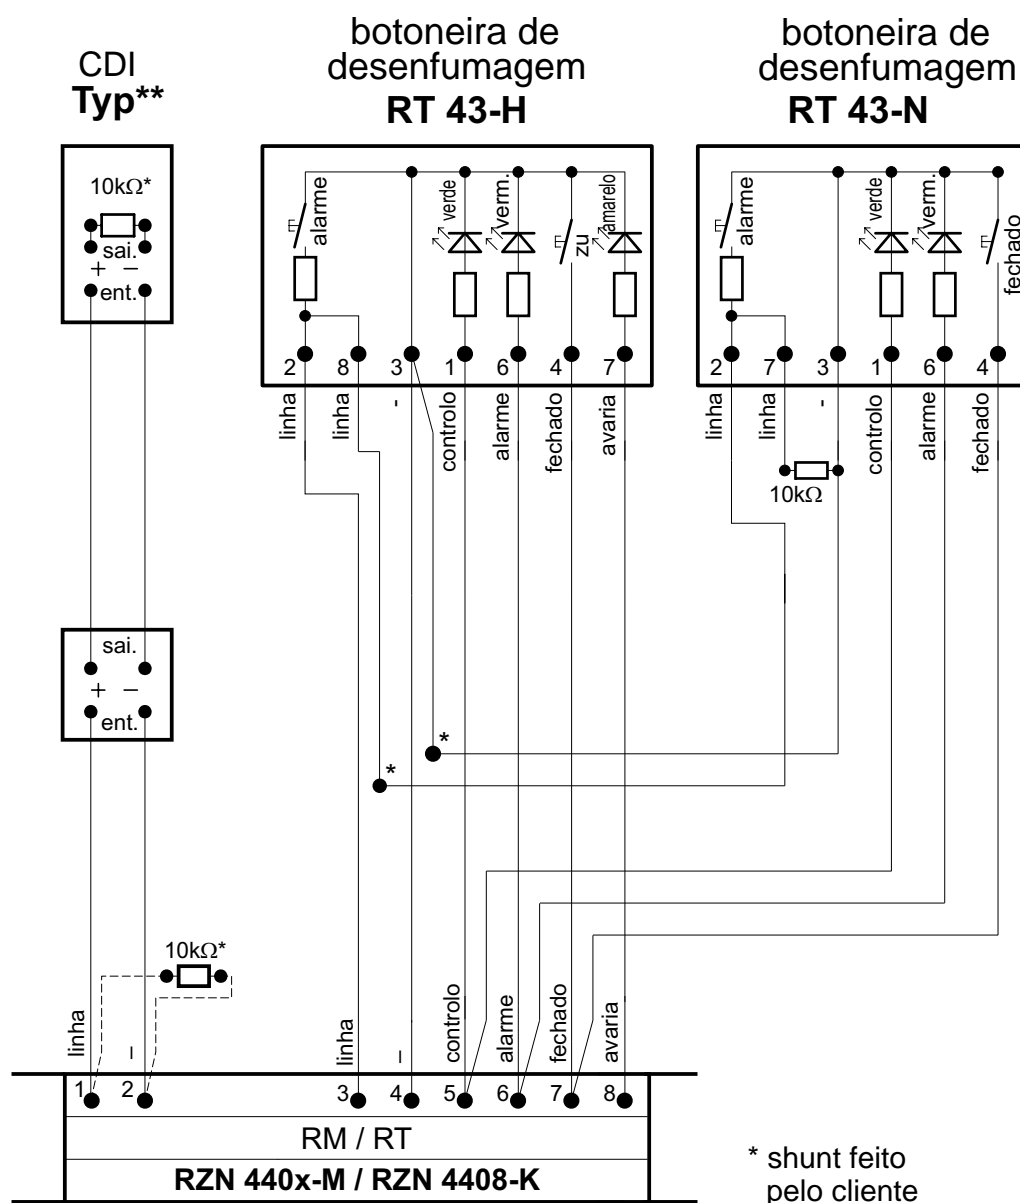 CDI
Typ**
botoneira de
desenfumagem
RT 43-H
botoneira de
desenfumagem
RT 43-N
10kΩ*
sai.
+ −
ent.
alarme
verde
verm.
zu
amarelo
2 8 3 1 6 4 7
linha
linha
-
controlo
alarme
fechado
avaria
alarme
verde
verm.
fechado
2 7 3 1 6 4
linha
linha
-
controlo
alarme
fechado
10kΩ
sai.
+ −
ent.
*
*
10kΩ*
linha
–
linha
–
controlo
alarme
fechado
avaria
1 2 3 4 5 6 7 8
RM / RT
RZN 440x-M / RZN 4408-K
* shunt feito
pelo cliente